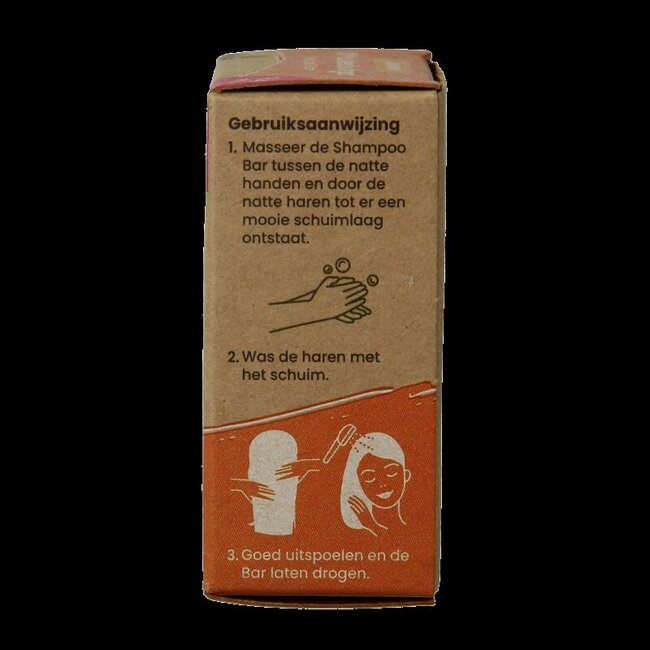 Gebruiksaanwijzing
1. Masseer de Shampoo
Bar tussen de natte
handen en door de
natte haren tot er een
mooie schuimlaag
ontstaat.
2. Was de haren met
het schuim.
3. Goed uitspoelen en de
Bar laten drogen.